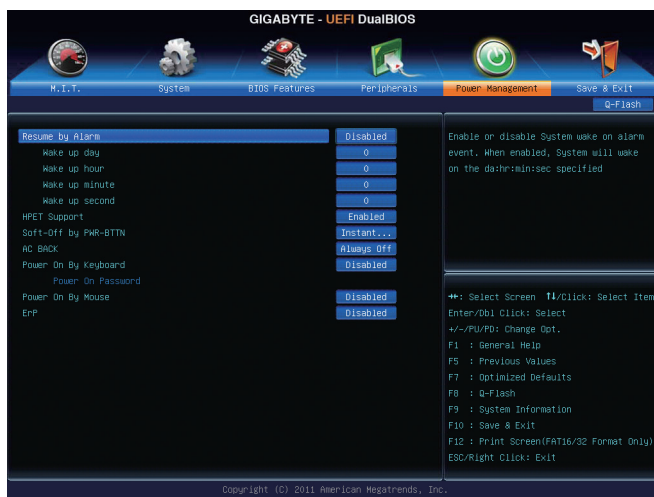 GIGABYTE - UEFI DualBIOS
M.I.T. System BIOS Features Peripherals Power Management Save & Exit
Q-Flash
Resume by Alarm Disabled
Wake up day 0
Wake up hour 0
Wake up minute 0
Wake up second 0
HPET Support Enabled
Soft-Off by PWR-BTTN Instant...
AC BACK Always Off
Power On By Keyboard Disabled
Power On Password
Power On By Mouse Disabled
ErP Disabled
Enable or disable System wake on alarm
event. When enabled, System will wake
on the da:hr:min:sec specified
→←: Select Screen ↑↓/Click: Select Item
Enter/Dbl Click: Select
+/-/PU/PD: Change Opt.
F1 : General Help
F5 : Previous Values
F7 : Optimized Defaults
F8 : Q-Flash
F9 : System Information
F10 : Save & Exit
F12 : Print Screen(FAT16/32 Format Only)
ESC/Right Click: Exit
Copyright (C) 2011 American Megatrends, Inc.